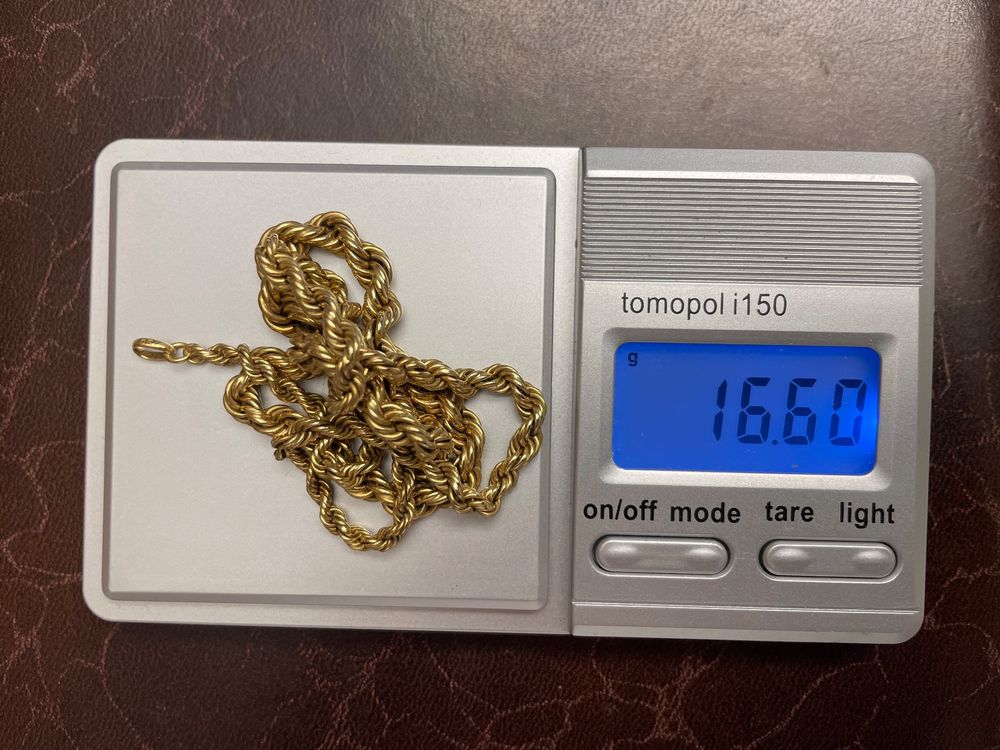 tomopol i150
g
16.60
on/off mode tare light